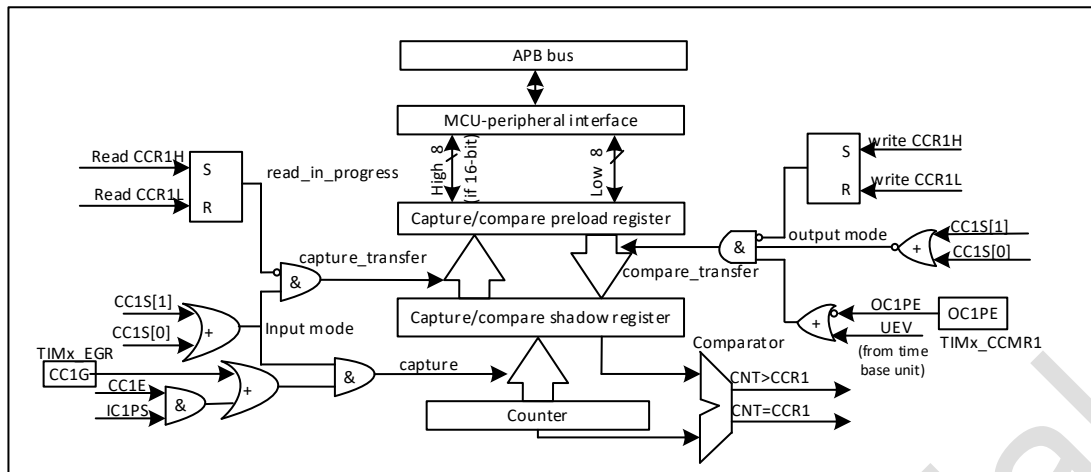 APB bus
MCU-peripheral interface
High 8
(if 16-bit)
Low 8
Read CCR1H
Read CCR1L
S
R
read_in_progress
write CCR1H
write CCR1L
S
R
Capture/compare preload register
output mode
CC1S[1]
CC1S[0]
+
&
capture_transfer
&
compare_transfer
CC1S[1]
CC1S[0]
+
Input mode
Capture/compare shadow register
OC1PE
UEV
(from time
base unit)
+
OC1PE
TIMx_CCMR1
TIMx_EGR
CC1G
CC1E
IC1PS
&
+
&
capture
Counter
Comparator
CNT>CCR1
CNT=CCR1